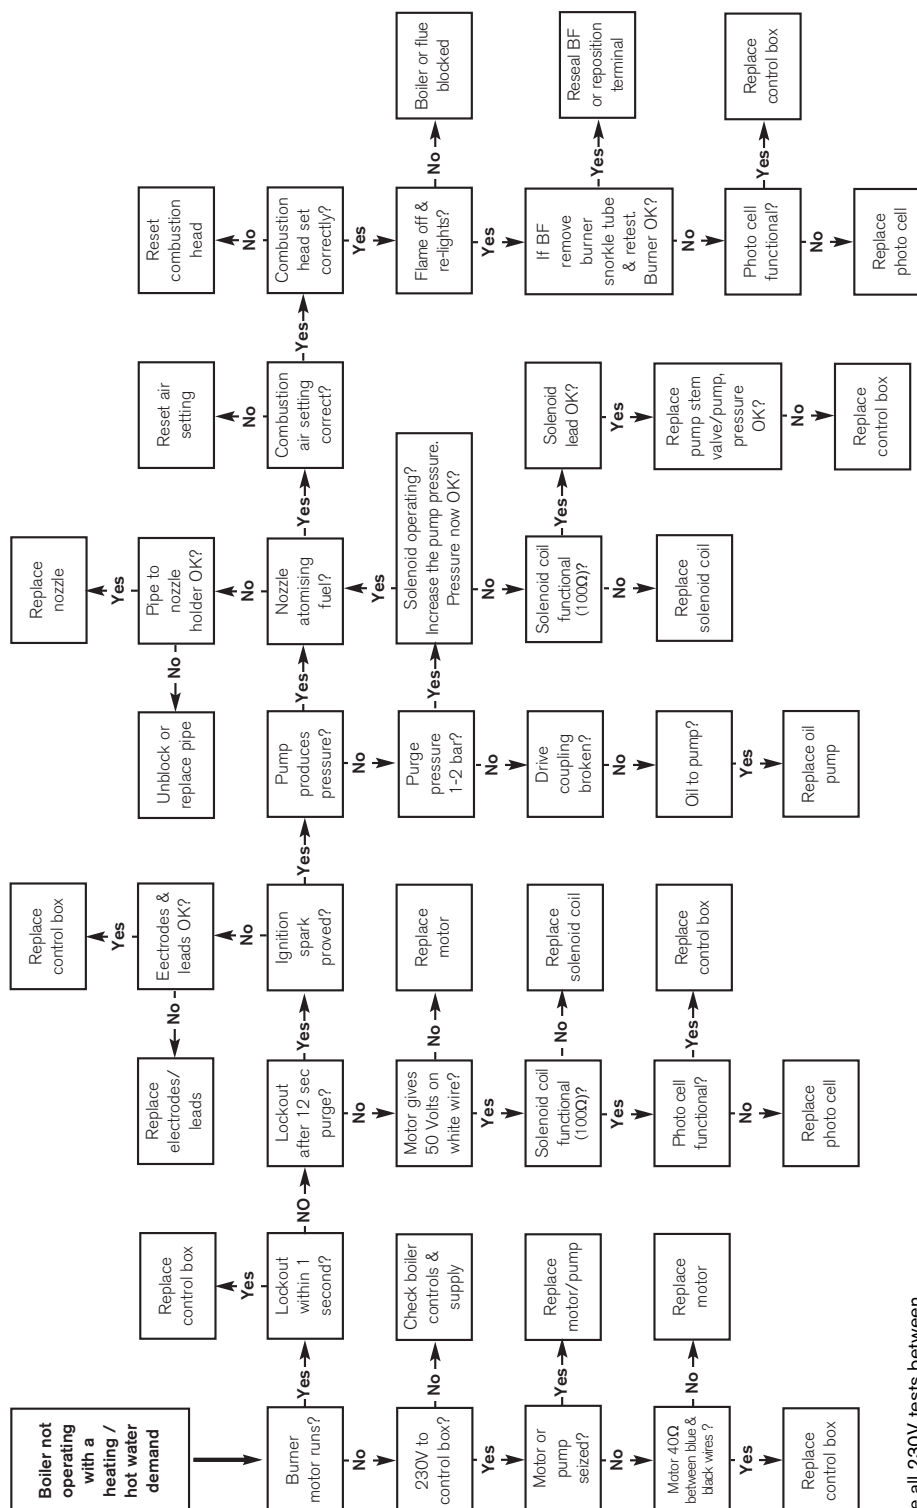 Boiler not
operating
with a
heating /
hot water
demand
Burner
motor runs?
Yes
No
230V to
control box?
No
Check boiler
controls &
supply
Yes
Motor or
pump
seized?
Yes
Replace
motor/pump
No
Motor 40Ω
between blue &
black wires ?
No
Replace
motor
Yes
Replace
control box
Lockout
within 1
second?
Yes
Replace
control box
NO
Lockout
after 12 sec
purge?
Yes
No
Motor gives
50 Volts on
white wire?
No
Replace
motor
Yes
Solenoid coil
functional
(100Ω)?
No
Replace
solenoid coil
Yes
Photo cell
functional?
Yes
Replace
control box
No
Replace
photo cell
Ignition
spark
proved?
No
Eectrodes &
leads OK?
Yes
Replace
control box
No
Replace
electrodes/
leads
Yes
Pump
produces
pressure?
Yes
No
Purge
pressure
1-2 bar?
Yes
No
Drive
coupling
broken?
No
Oil to pump?
Yes
Replace oil
pump
Solenoid operating?
Increase the pump pressure.
Pressure now OK?
Yes
No
Solenoid coil
functional
(100Ω)?
Yes
No
Replace
solenoid coil
Solenoid
lead OK?
Yes
Replace
pump stem
valve/pump,
pressure
OK?
No
Replace
control box
Nozzle
atomising
fuel?
No
Pipe to
nozzle
holder OK?
Yes
Replace
nozzle
No
Unblock or
replace pipe
Yes
Combustion
air setting
correct?
No
Reset air
setting
Yes
Combustion
head set
correctly?
No
Reset
combustion
head
Yes
Flame off &
re-lights?
No
Boiler or flue
blocked
Yes
If BF
remove
burner
snorkle tube
& retest.
Burner OK?
Yes
Reseal BF
or reposition
terminal
No
Photo cell
functional?
Yes
Replace
control box
No
Replace
photo cell
all 230V tests between